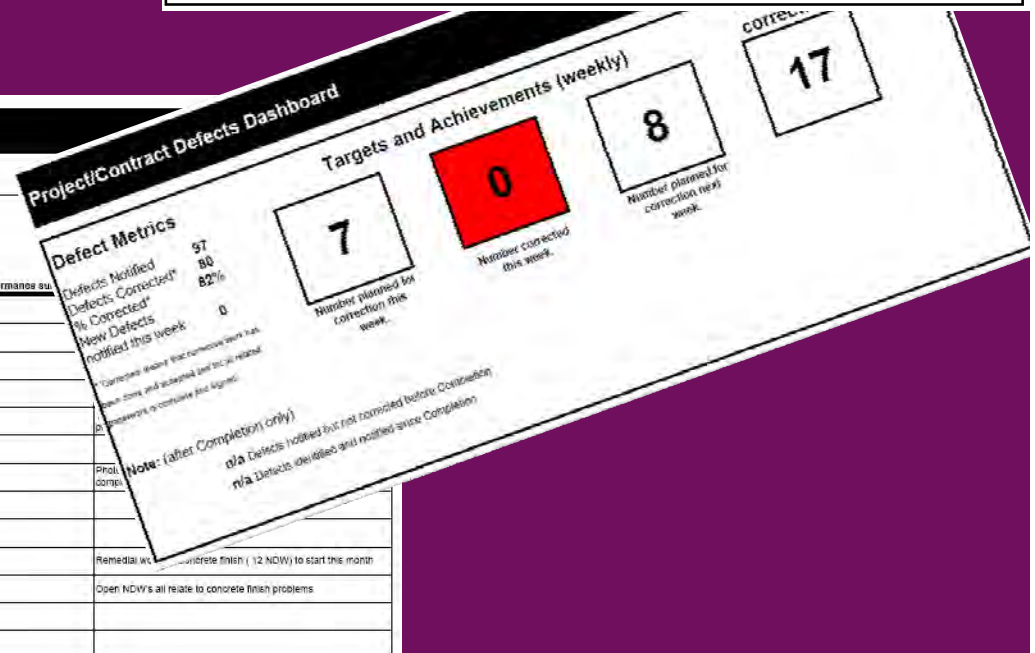 Project/Contract Defects Dashboard
Targets and Achievements (weekly)
Defect Metrics
Defects Notified 97
Defects Corrected* 80
% Corrected* 82%
New Defects
notified this week 0
7
Number planned for
correction this
week.
0
Number corrected
this week.
8
Number planned for
correction next
week.
17
Note: (after Completion only)
n/a Defects notified but not corrected before Completion
n/a Defects identified and notified since Completion
Remedial
concrete finish ( 12 NDW) to start this month
Open NDW's all relate to concrete finish problems